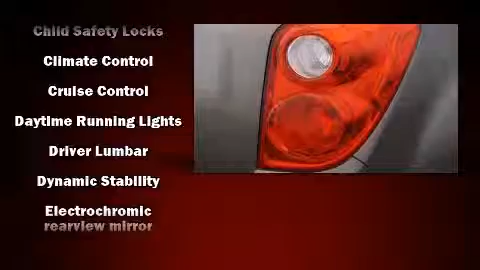 Child Safety Locks
Climate Control
Cruise Control
Daytime Running Lights
Driver Lumbar
Dynamic Stability
Electrochromic
rearview mirror